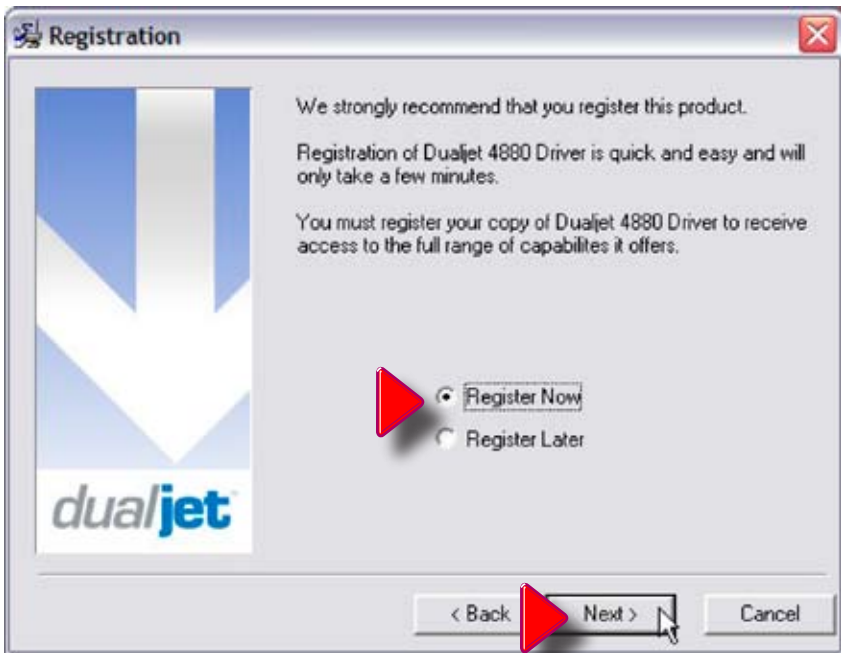 Registration
We strongly recommend that you register this product.
Registration of Dualjet 4880 Driver is quick and easy and will
only take a few minutes.
You must register your copy of Dualjet 4880 Driver to receive
access to the full range of capabilites it offers.
Register Now
Register Later
dualjet
< Back
Next >
Cancel